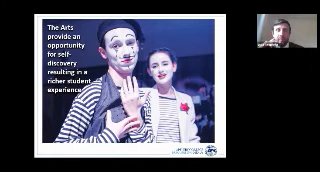 The Arts
provide an
opportunity
for self-
discovery
resulting in a
richer student
experience